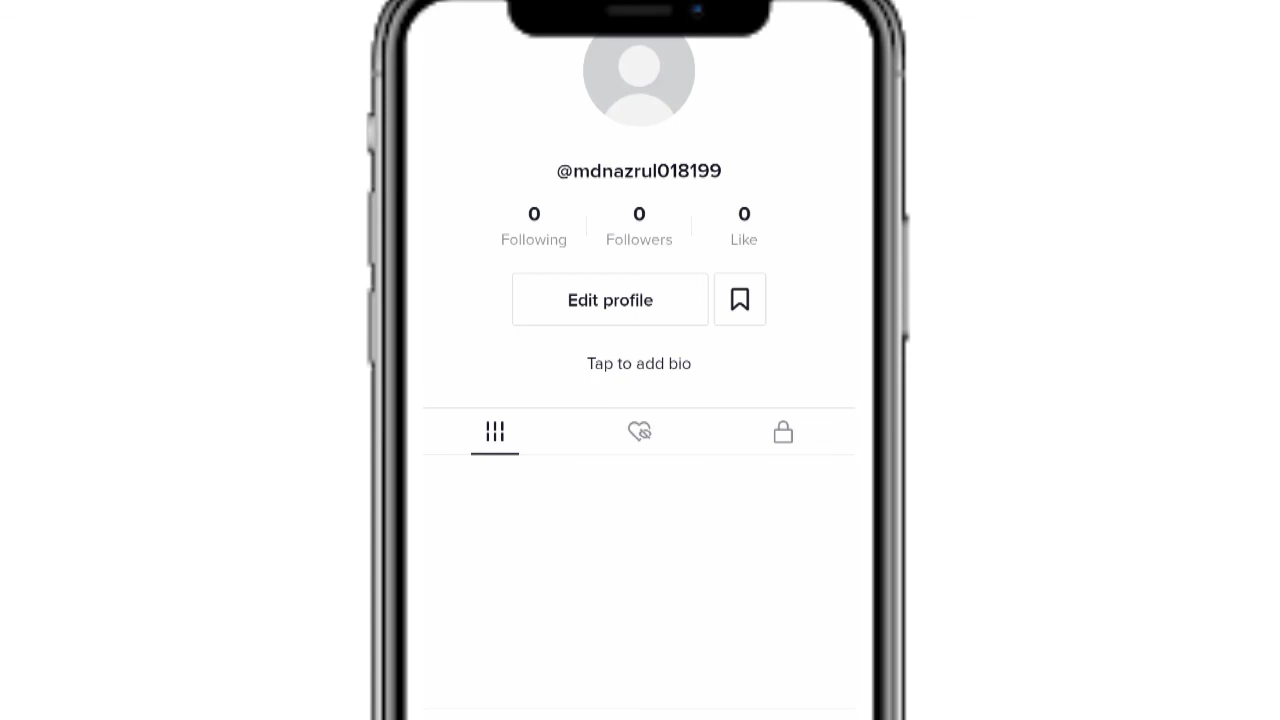 @mdnazrul018199
0 0 0
Following Followers Like
Edit profile
Tap to add bio